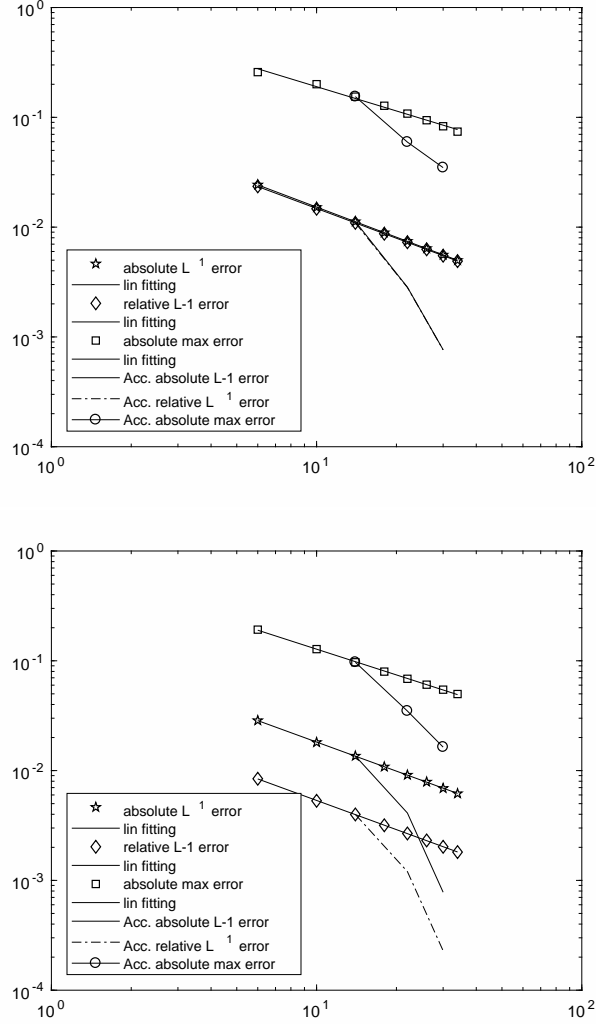 10^0
10^-1
10^-2
10^-3
10^-4
absolute L^1 error
lin fitting
relative L-1 error
lin fitting
absolute max error
lin fitting
Acc. absolute L-1 error
Acc. relative L^1 error
Acc. absolute max error
10^0 10^1 10^2
10^0
10^-1
10^-2
10^-3
10^-4
absolute L^1 error
lin fitting
relative L-1 error
lin fitting
absolute max error
lin fitting
Acc. absolute L-1 error
Acc. relative L^1 error
Acc. absolute max error
10^0 10^1 10^2